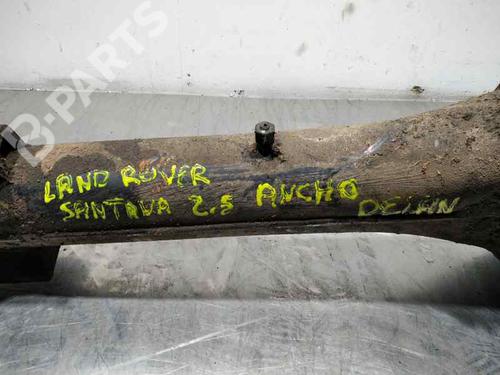 B-PARTS
LAND ROVER
SANTANA 2.5 ANCHO DELAN